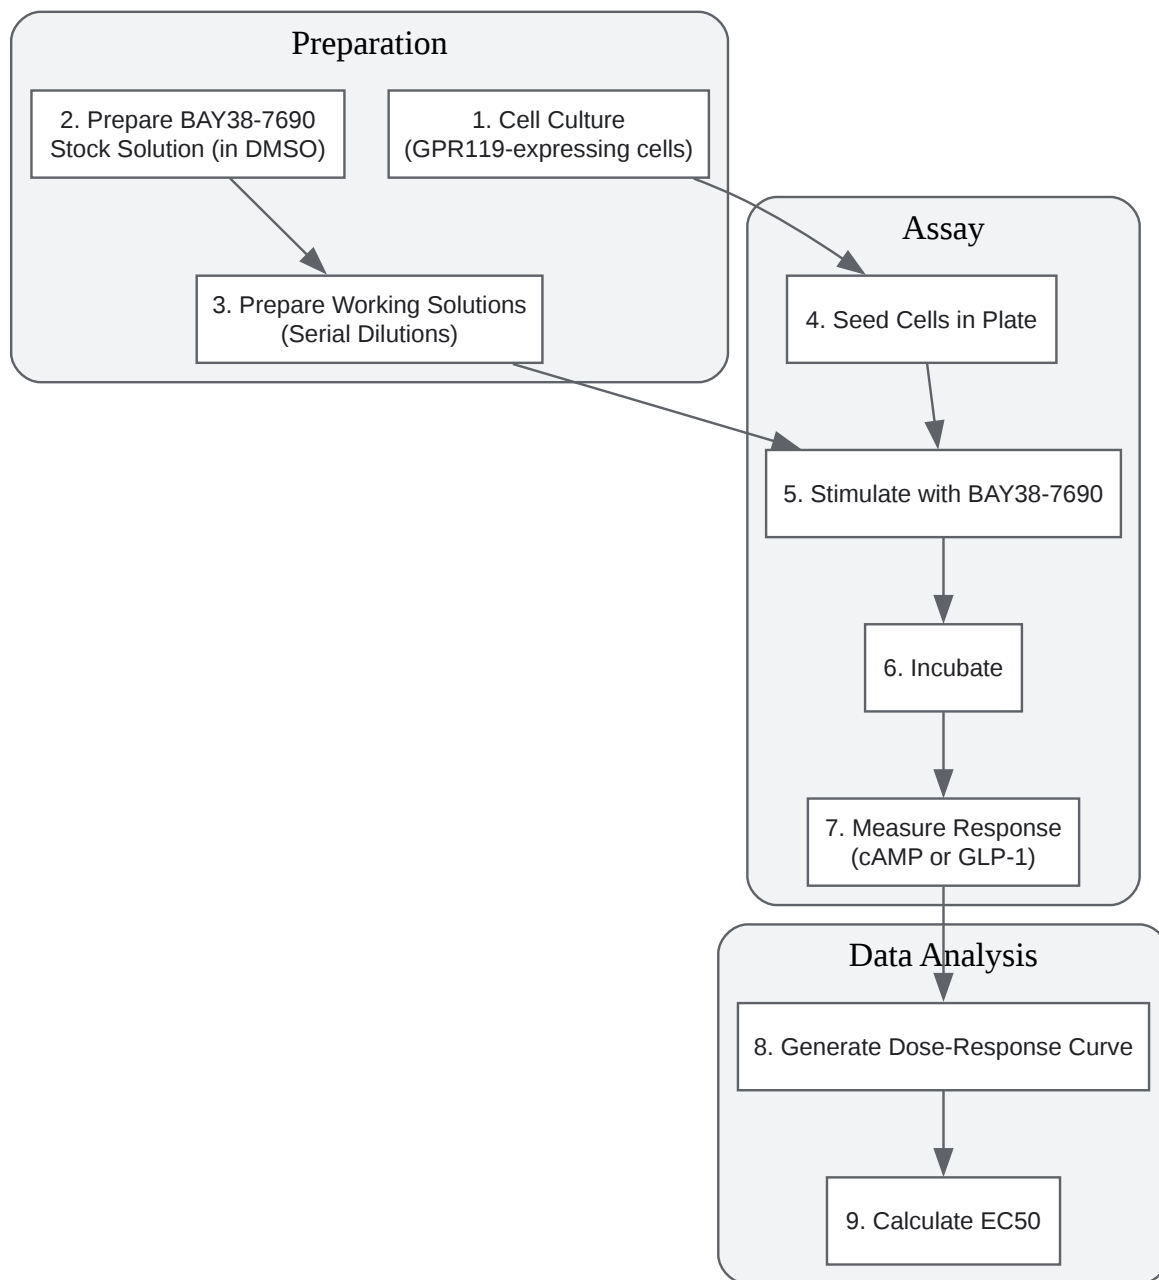 Preparation
2. Prepare BAY38-7690
Stock Solution (in DMSO)
1. Cell Culture
(GPR119-expressing cells)
3. Prepare Working Solutions
(Serial Dilutions)
Assay
4. Seed Cells in Plate
5. Stimulate with BAY38-7690
6. Incubate
7. Measure Response
(cAMP or GLP-1)
Data Analysis
8. Generate Dose-Response Curve
9. Calculate EC50